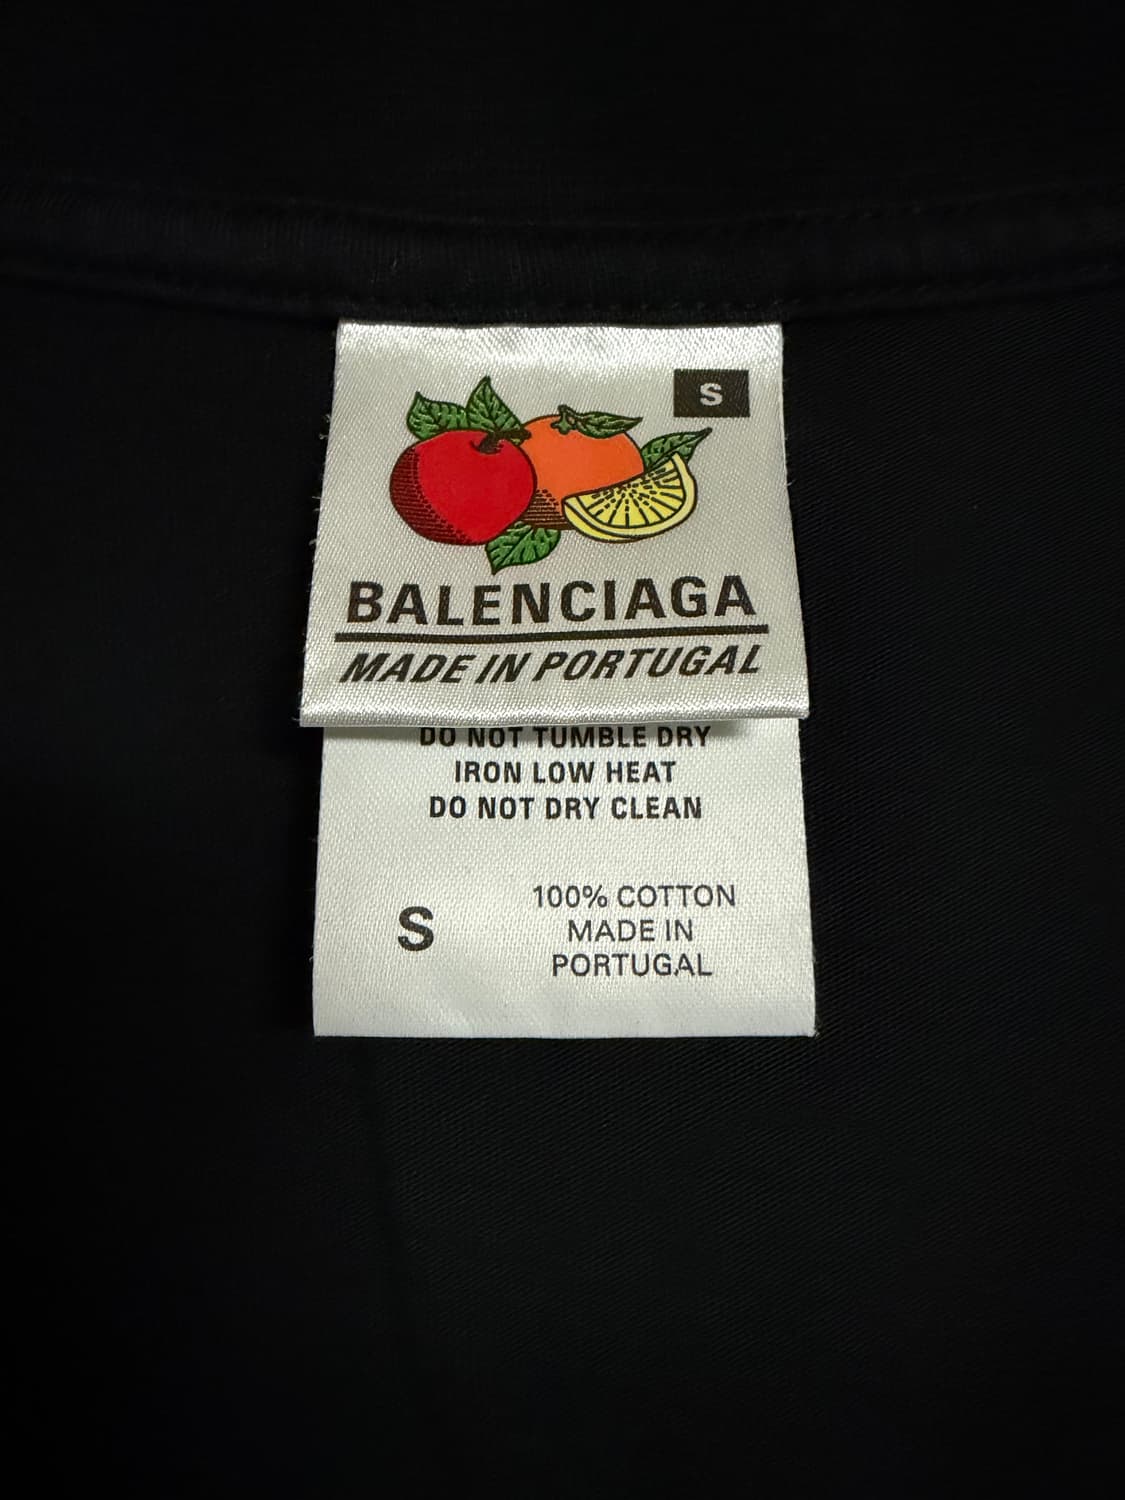 S
BALENCIAGA
MADE IN PORTUGAL
DO NOT TUMBLE DRY
IRON LOW HEAT
DO NOT DRY CLEAN
S
100% COTTON
MADE IN
PORTUGAL